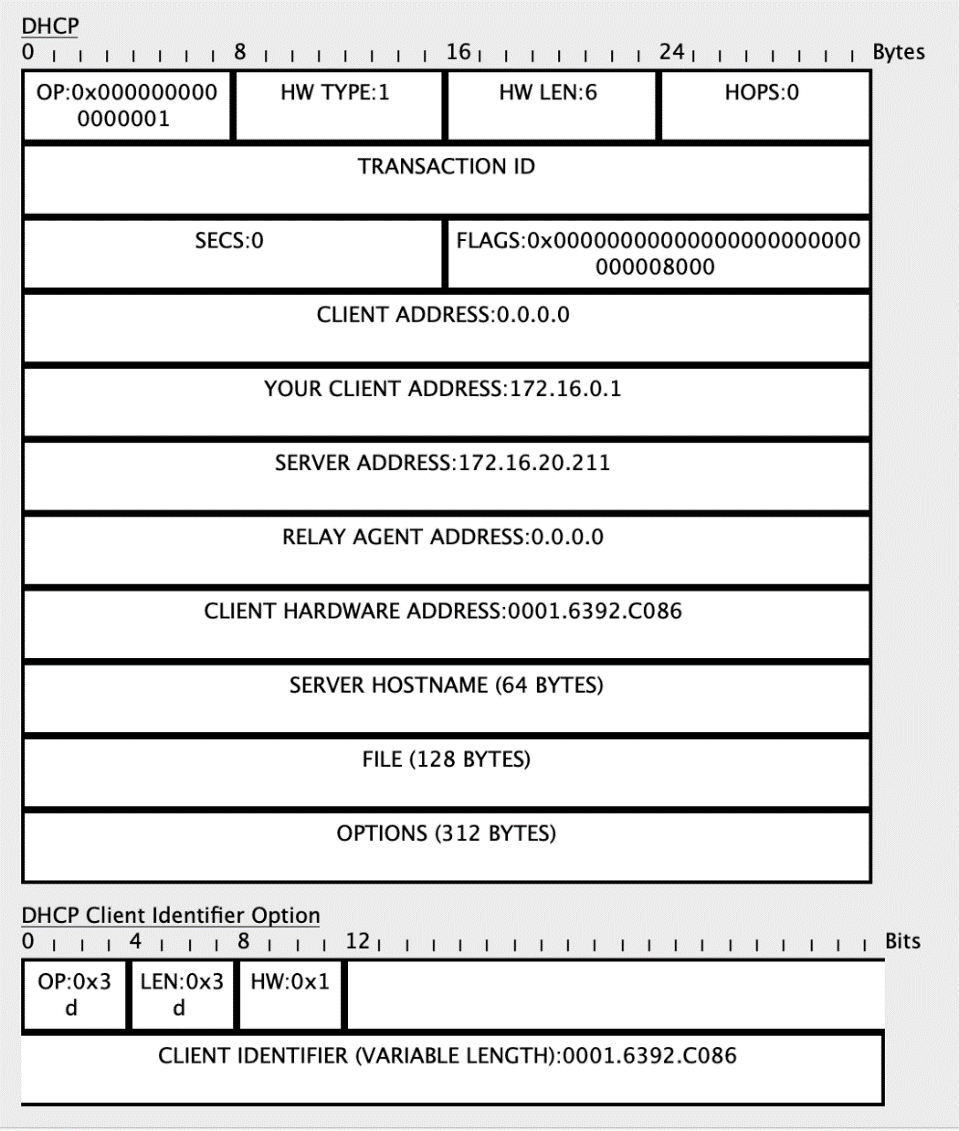 DHCP
0 8 16 24 Bytes
OP:0x000000000 HW TYPE:1 HW LEN:6 HOPS:0
0000001
TRANSACTION ID
SECS:0 FLAGS:0x00000000000000000000000
000008000
CLIENT ADDRESS:0.0.0.0
YOUR CLIENT ADDRESS:172.16.0.1
SERVER ADDRESS:172.16.20.211
RELAY AGENT ADDRESS:0.0.0.0
CLIENT HARDWARE ADDRESS:0001.6392.C086
SERVER HOSTNAME (64 BYTES)
FILE (128 BYTES)
OPTIONS (312 BYTES)
DHCP Client Identifier Option
0 4 8 12 Bits
OP:0x3 LEN:0x3 HW:0x1
d d
CLIENT IDENTIFIER (VARIABLE LENGTH):0001.6392.C086